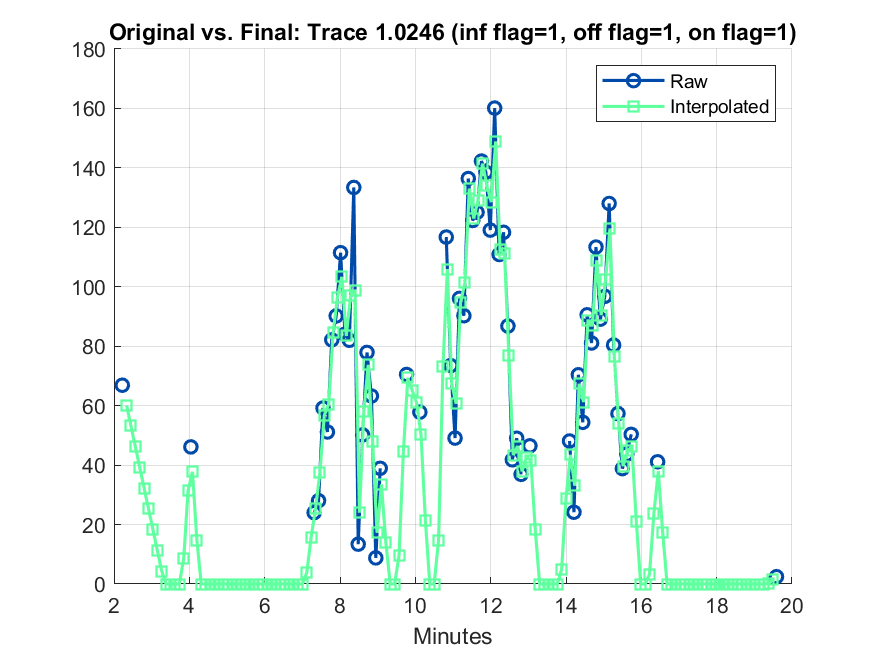 Original vs. Final: Trace 1.0246 (inf flag=1, off flag=1, on flag=1)
Raw
Interpolated
180
160
140
120
100
80
60
40
20
0
2 4 6 8 10 12 14 16 18 20
Minutes